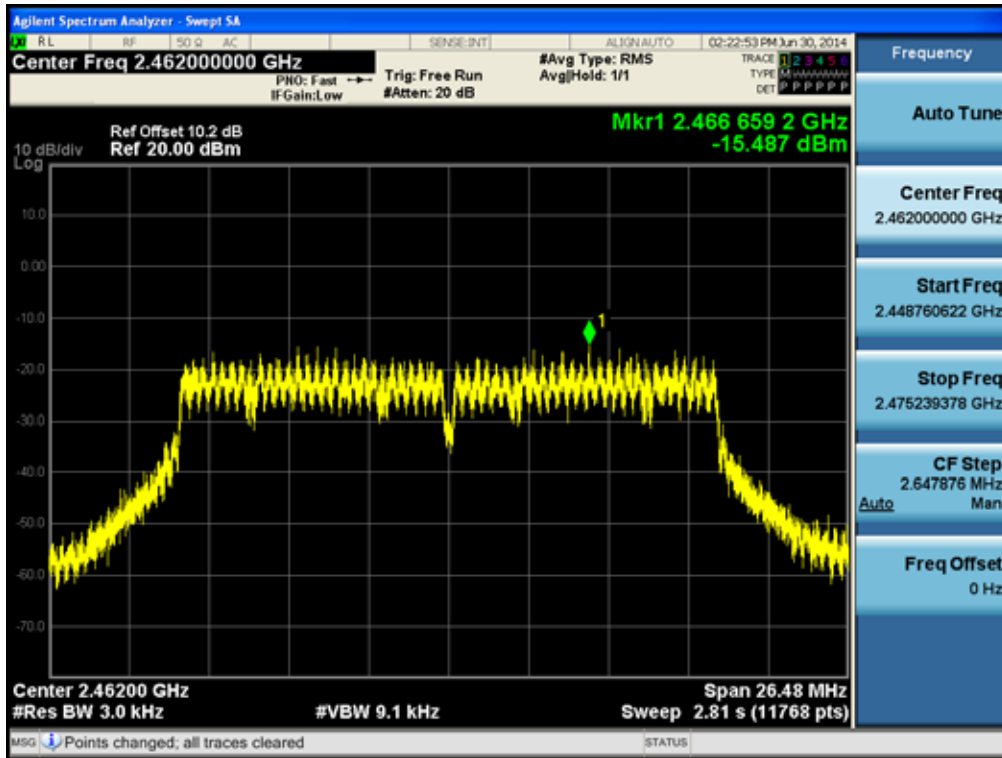 Agilent Spectrum Analyzer - Swept SA
LXI RL RF 50 Ω AC SENSE:INT ALIGN AUTO 02:22:53 PM Jun 30, 2014
Center Freq 2.462000000 GHz
PNO: Fast
IFGain:Low
Trig: Free Run
#Atten: 20 dB
#Avg Type: RMS
Avg|Hold: 1/1
TRACE 1 2 3 4 5 6
TYPE M
DET P P P P P P
Ref Offset 10.2 dB
10 dB/div Ref 20.00 dBm
Log
Mkr1 2.466 659 2 GHz
-15.487 dBm
10.0
0.00
-10.0
-20.0
-30.0
-40.0
-50.0
-60.0
-70.0
1
Center 2.46200 GHz
Span 26.48 MHz
#Res BW 3.0 kHz
#VBW 9.1 kHz
Sweep 2.81 s (11768 pts)
MSG Points changed; all traces cleared
STATUS
Frequency
Auto Tune
Center Freq
2.462000000 GHz
Start Freq
2.448760622 GHz
Stop Freq
2.475239378 GHz
CF Step
2.647876 MHz
Auto Man
Freq Offset
0 Hz